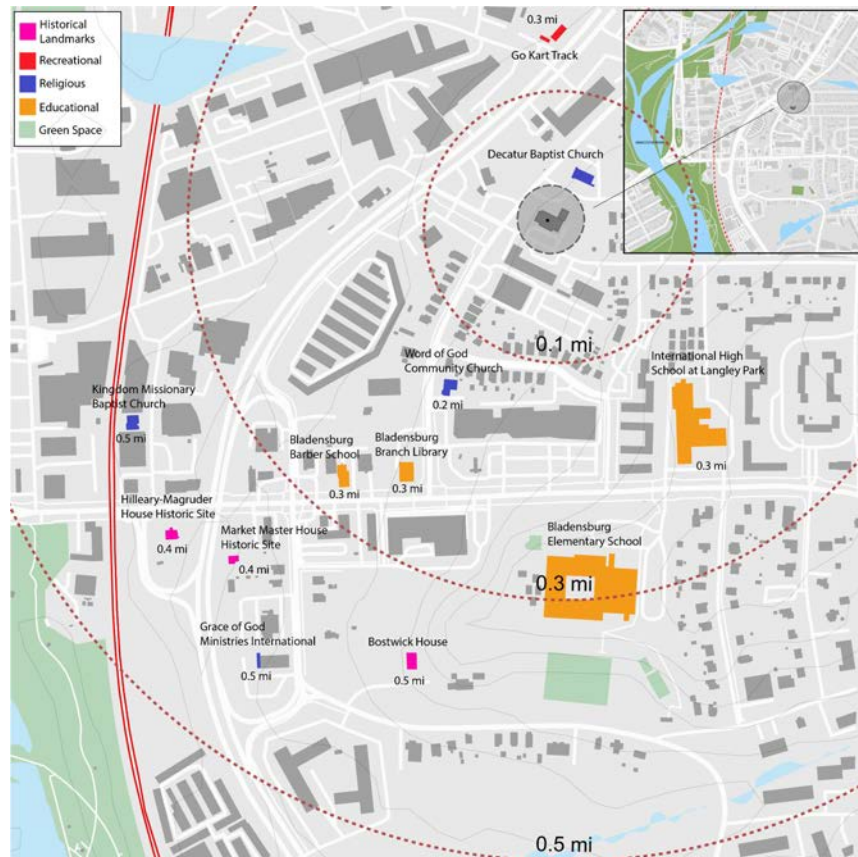 Historical
Landmarks
Recreational
Religious
Educational
Green Space
0.3 mi
Go Kart Track
Decatur Baptist Church
0.1 mi
Word of God
Community Church
0.2 mi
International High
School at Langley Park
0.3 mi
Kingdom Missionary
Baptist Church
0.5 mi
Bladensburg
Barber School
0.3 mi
Bladensburg
Branch Library
0.3 mi
Hilleary-Magruder
House Historic Site
0.4 mi
Market Master House
Historic Site
0.4 mi
Bladensburg
Elementary School
0.3 mi
Grace of God
Ministries International
0.5 mi
Bostwick House
0.5 mi
0.5 mi